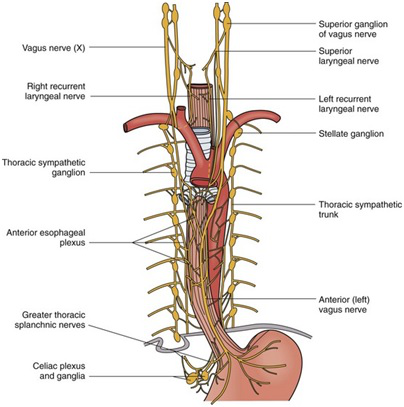 Vagus nerve (X)
Right recurrent
laryngeal nerve
Thoracic sympathetic
ganglion
Anterior esophageal
plexus
Greater thoracic
splanchnic nerves
Celiac plexus
and ganglia
Superior ganglion
of vagus nerve
Superior
laryngeal nerve
Left recurrent
laryngeal nerve
Stellate ganglion
Thoracic sympathetic
trunk
Anterior (left)
vagus nerve